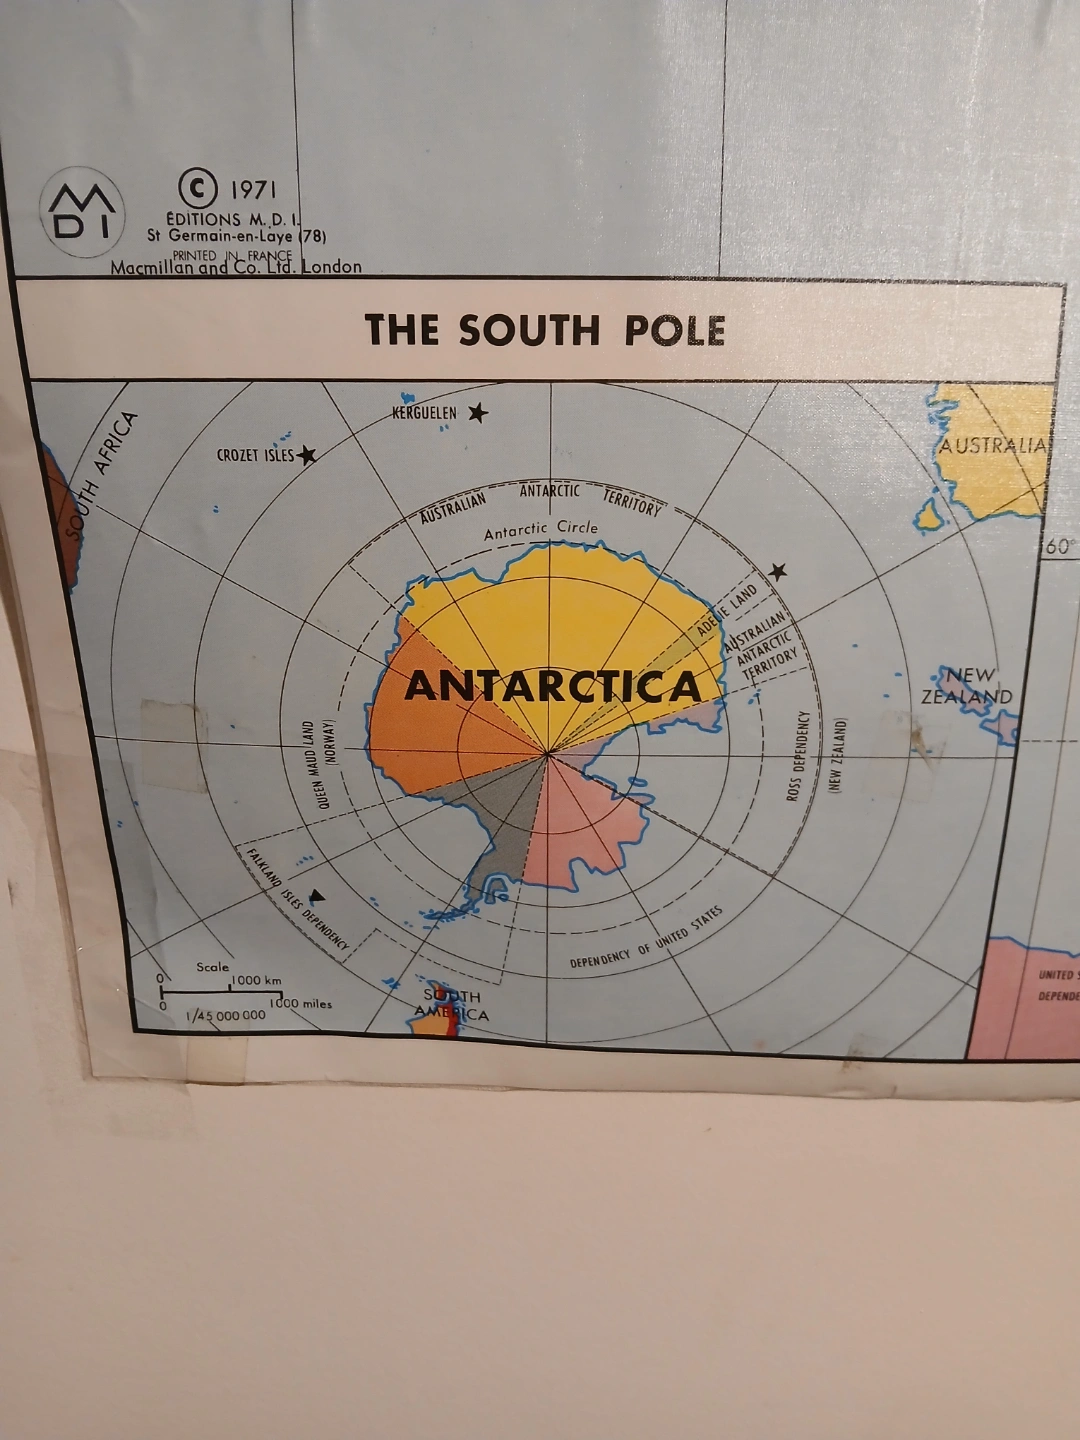 MDI
© 1971
ÉDITIONS M.D.I.
St Germain-en-Laye (78)
PRINTED IN FRANCE
Macmillan and Co. Ltd. London
THE SOUTH POLE
SOUTH AFRICA
KERGUELEN
CROZET ISLES
AUSTRALIA
AUSTRALIAN ANTARCTIC TERRITORY
Antarctic Circle
60°
ADELIE LAND
AUSTRALIAN
ANTARCTIC
TERRITORY
ANTARCTICA
NEW
ZEALAND
QUEEN MAUD LAND
(NORWAY)
ROSS DEPENDENCY
(NEW ZEALAND)
FALKLAND ISLES DEPENDENCY
DEPENDENCY OF UNITED STATES
Scale
0 1000 km
0 1000 miles
1/45 000 000
SOUTH
AMERICA
UNITED